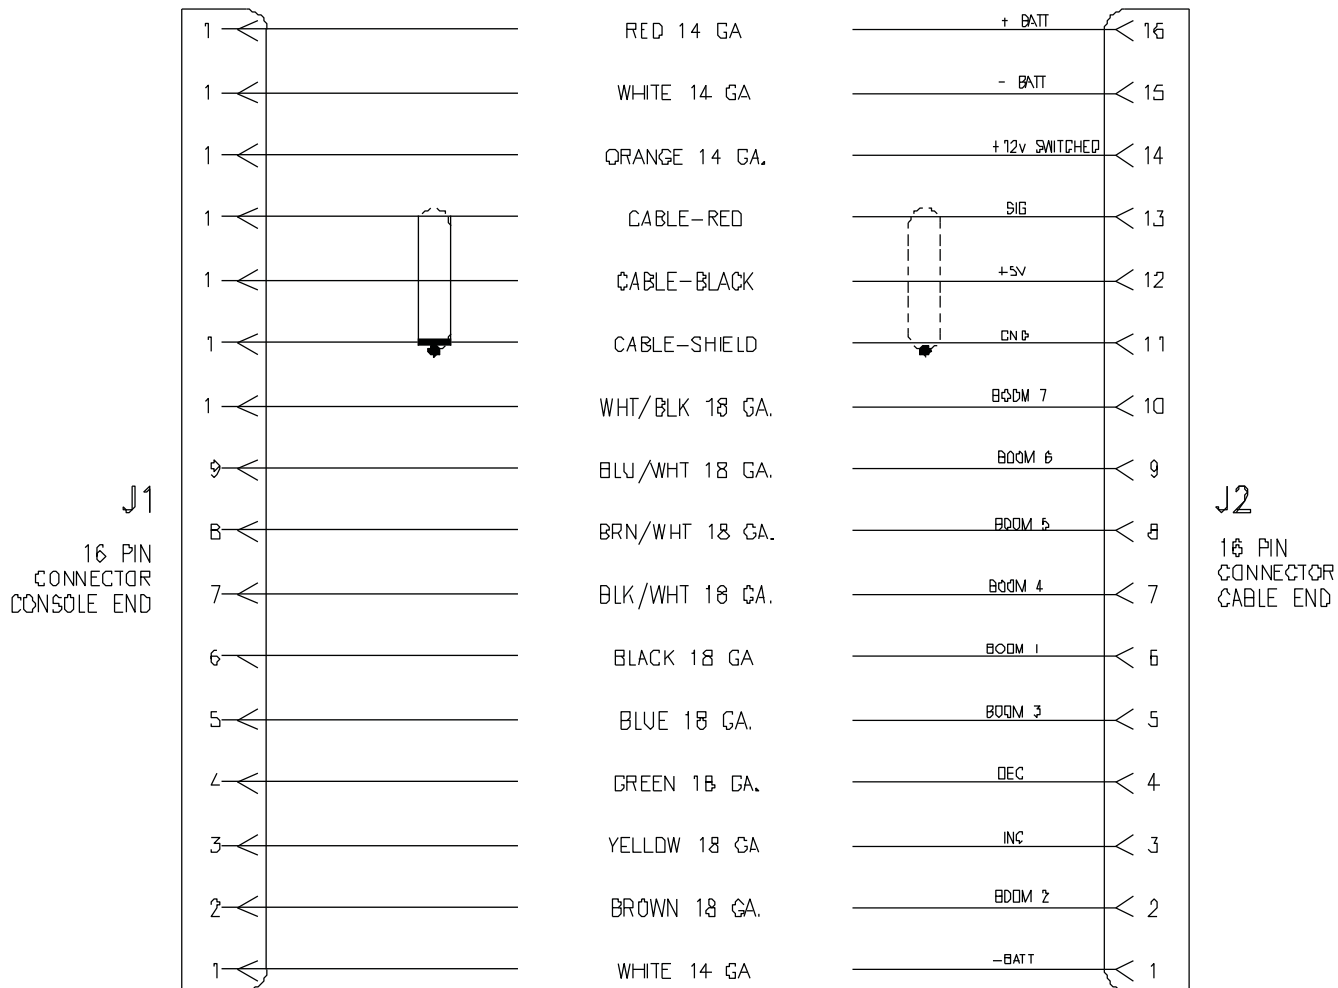 1 RED 14 GA + BATT 16
1 WHITE 14 GA - BATT 15
1 ORANGE 14 GA. +12v SWITCHED 14
1 CABLE-RED SIG 13
1 CABLE-BLACK +5V 12
1 CABLE-SHIELD GND 11
1 WHT/BLK 18 GA. BOOM 7 10
9 BLU/WHT 18 GA. BOOM 6 9
8 BRN/WHT 18 GA. BOOM 5 8
7 BLK/WHT 18 GA. BOOM 4 7
6 BLACK 18 GA BOOM 1 6
5 BLUE 18 GA. BOOM 3 5
4 GREEN 18 GA. DEC 4
3 YELLOW 18 GA INC 3
2 BROWN 18 GA. BOOM 2 2
1 WHITE 14 GA -BATT 1
J1
16 PIN
CONNECTOR
CONSOLE END
J2
16 PIN
CONNECTOR
CABLE END